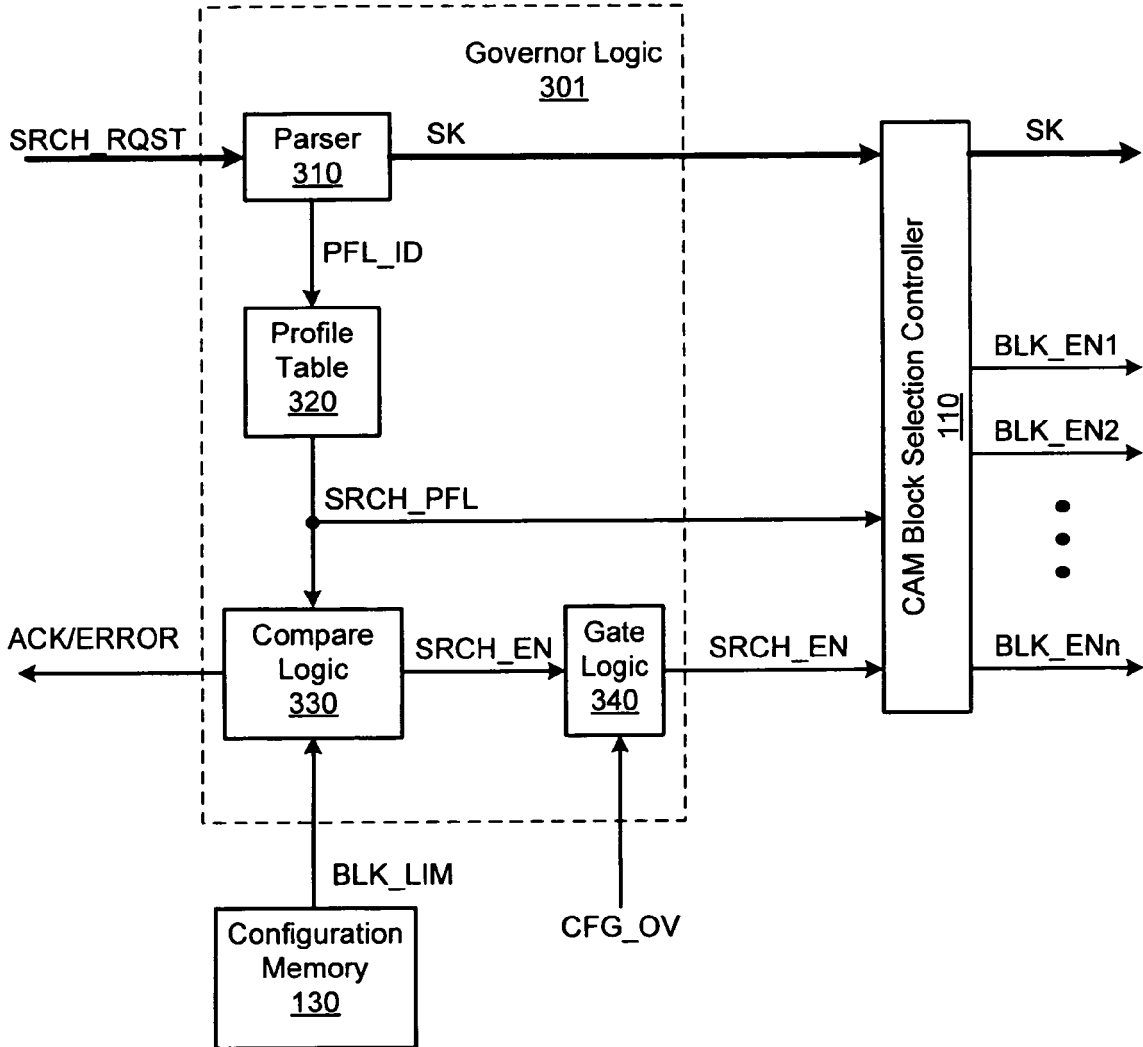 Governor Logic
301
SRCH_RQST
Parser
310
SK
SK
PFL_ID
CAM Block Selection Controller
110
Profile
Table
320
BLK_EN1
BLK_EN2
SRCH_PFL
ACK/ERROR
Compare
Logic
330
SRCH_EN
Gate
Logic
340
SRCH_EN
BLK_ENn
BLK_LIM
CFG_OV
Configuration
Memory
130